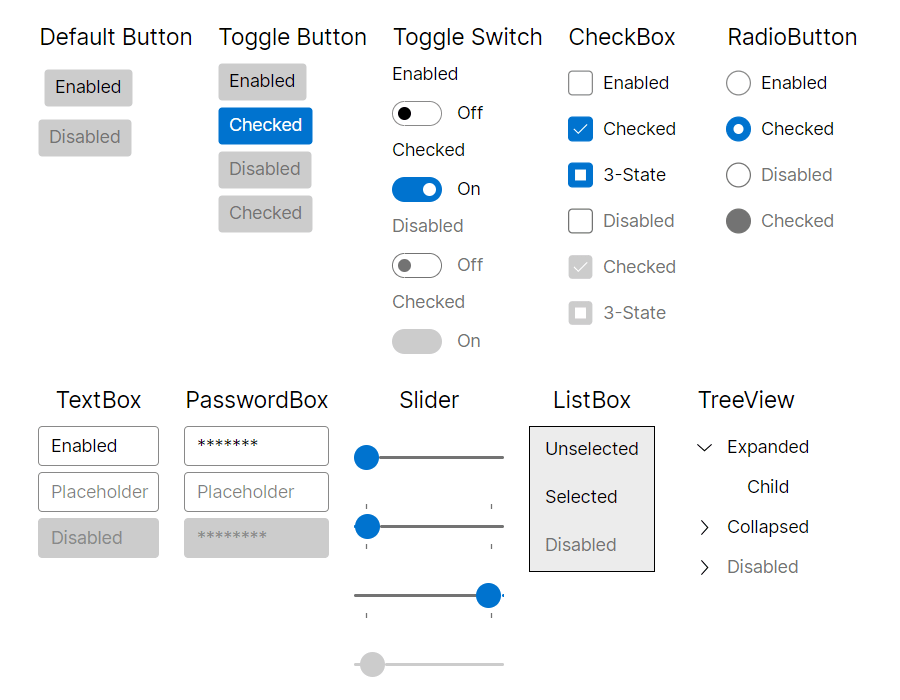 Default Button
Enabled
Disabled
Toggle Button
Enabled
Checked
Disabled
Checked
Toggle Switch
Enabled
Off
Checked
On
Disabled
Off
Checked
On
CheckBox
Enabled
Checked
3-State
Disabled
Checked
3-State
RadioButton
Enabled
Checked
Disabled
Checked
TextBox
Enabled
Placeholder
Disabled
PasswordBox
*******
Placeholder
********
Slider
ListBox
Unselected
Selected
Disabled
TreeView
Expanded
Child
Collapsed
Disabled